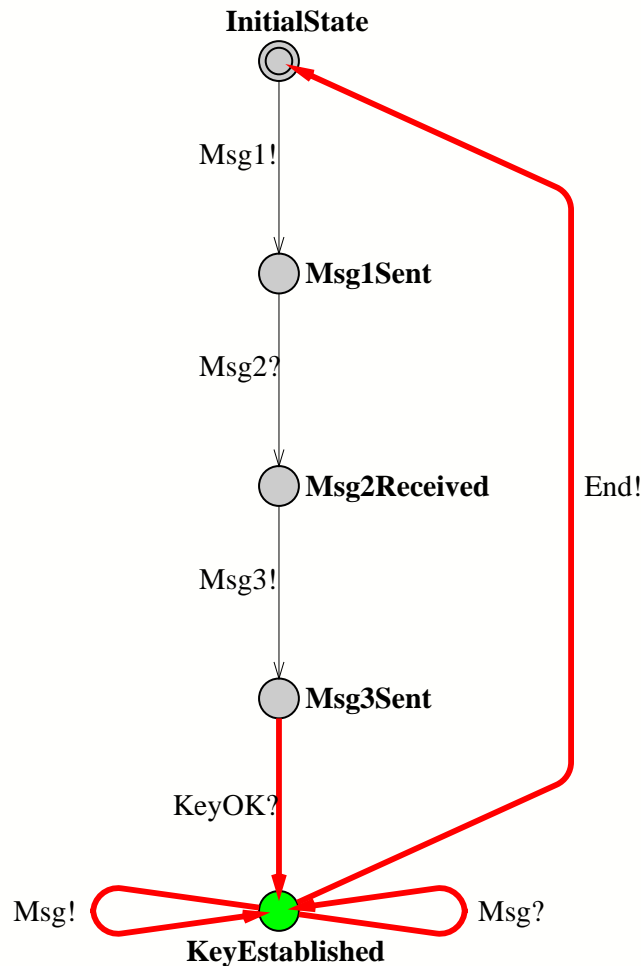 InitialState
Msg1!
Msg1Sent
Msg2?
Msg2Received
End!
Msg3!
Msg3Sent
KeyOK?
Msg!
Msg?
KeyEstablished